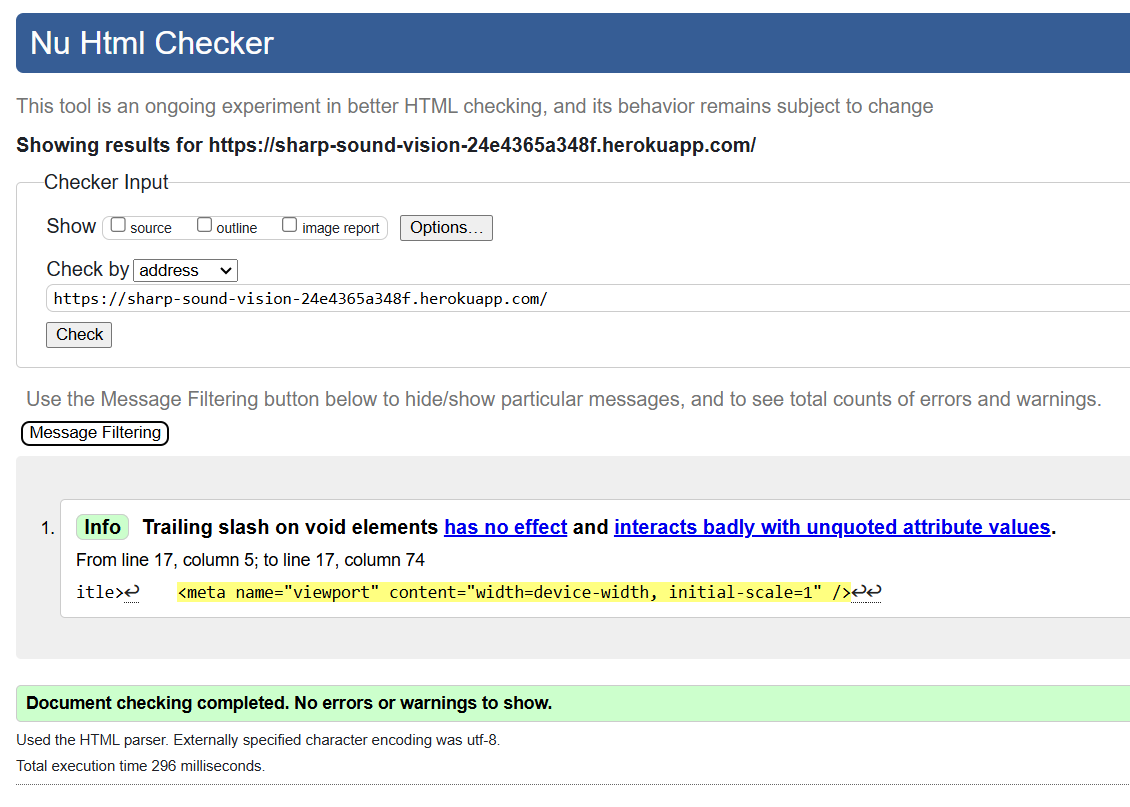 Nu Html Checker
This tool is an ongoing experiment in better HTML checking, and its behavior remains subject to change
Showing results for https://sharp-sound-vision-24e4365a348f.herokuapp.com/
Checker Input
Show source outline image report Options...
Check by address
https://sharp-sound-vision-24e4365a348f.herokuapp.com/
Check
Use the Message Filtering button below to hide/show particular messages, and to see total counts of errors and warnings.
Message Filtering
1. Info Trailing slash on void elements has no effect and interacts badly with unquoted attribute values.
From line 17, column 5; to line 17, column 74
itle>↩ <meta name="viewport" content="width=device-width, initial-scale=1" />↩↩
Document checking completed. No errors or warnings to show.
Used the HTML parser. Externally specified character encoding was utf-8.
Total execution time 296 milliseconds.